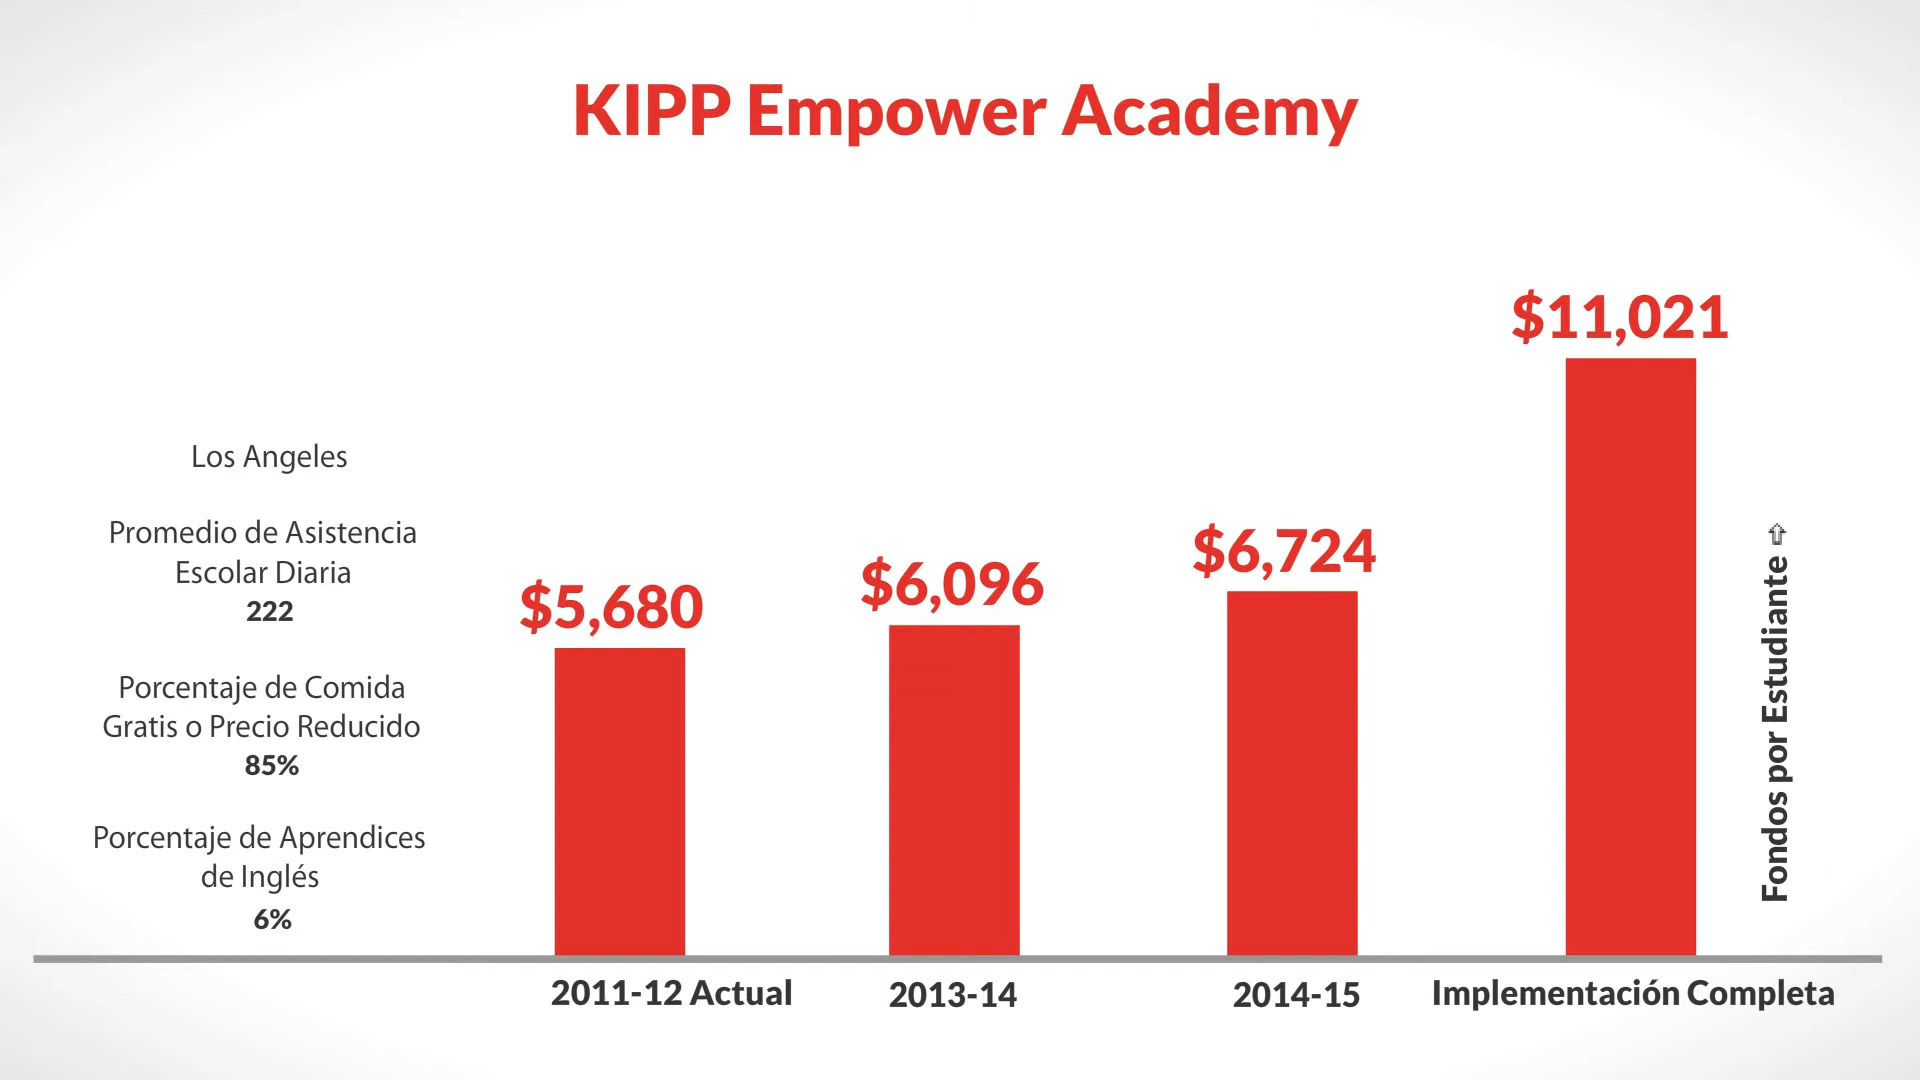 KIPP Empower Academy
Los Angeles
Promedio de Asistencia
Escolar Diaria
222
Porcentaje de Comida
Gratis o Precio Reducido
85%
Porcentaje de Aprendices
de Inglés
6%
$5,680
$6,096
$6,724
$11,021
Fondos por Estudiante ⇧
2011-12 Actual
2013-14
2014-15
Implementación Completa